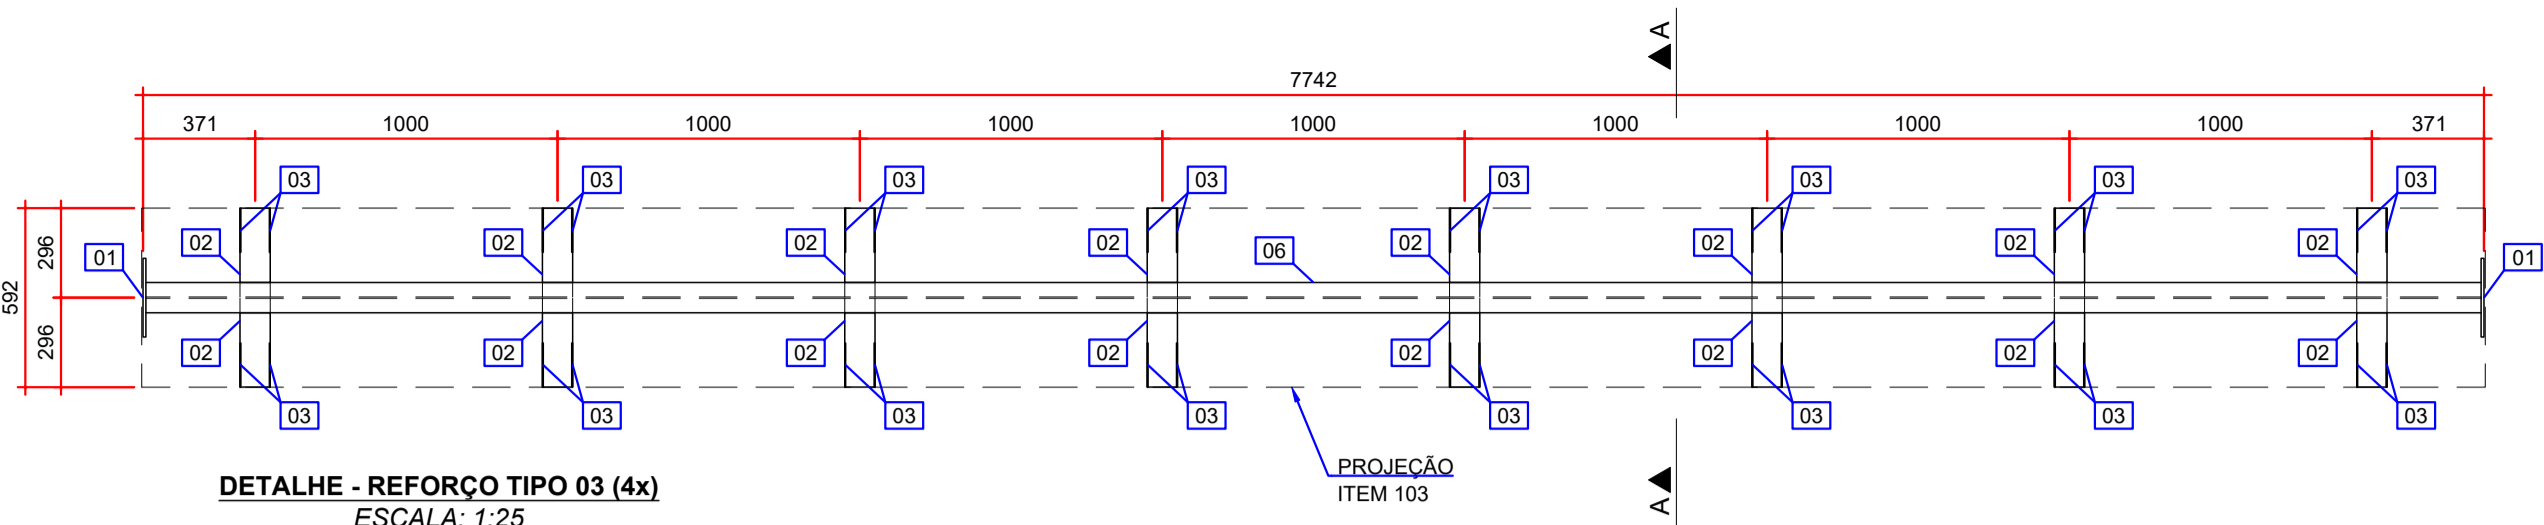 A
7742
371 1000 1000 1000 1000 1000 1000 1000 371
03 03 03 03 03 03 03 03
02 02 02 02 06 02 02 02 02
01 01
296
592
296
02 02 02 02 02 02 02 02
03 03 03 03 03 03 03 03
PROJEÇÃO
ITEM 103
A
DETALHE - REFORÇO TIPO 03 (4x)
ESCALA: 1:25